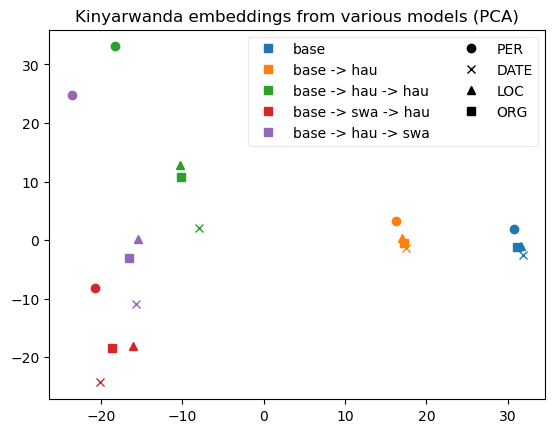 Kinyarwanda embeddings from various models (PCA)
base
base -> hau
base -> hau -> hau
base -> swa -> hau
base -> hau -> swa
PER
DATE
LOC
ORG
30
20
10
0
−10
−20
−20 −10 0 10 20 30